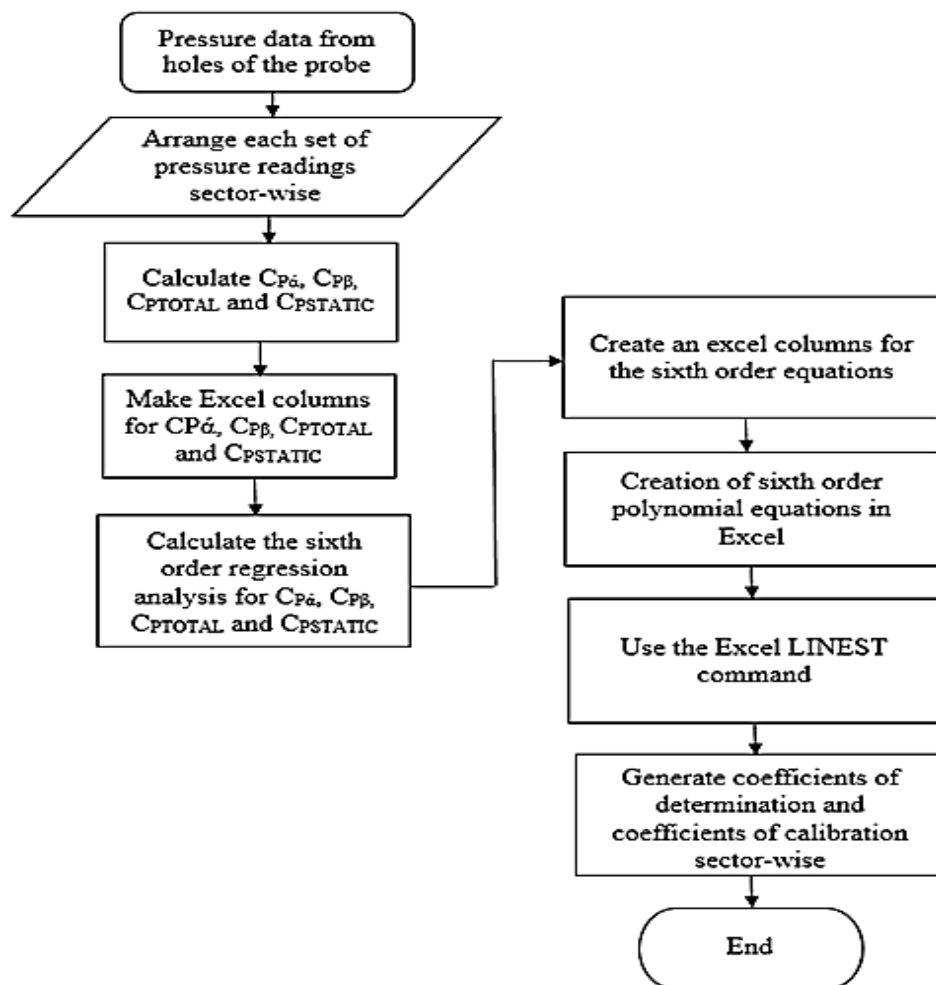 Pressure data from
holes of the probe
Arrange each set of
pressure readings
sector-wise
Calculate CPά, CPβ,
CPTOTAL and CPSTATIC
Make Excel columns
for CPά, CPβ, CPTOTAL
and CPSTATIC
Calculate the sixth
order regression
analysis for CPά, CPβ,
CPTOTAL and CPSTATIC
Create an excel columns for
the sixth order equations
Creation of sixth order
polynomial equations in
Excel
Use the Excel LINEST
command
Generate coefficients of
determination and
coefficients of calibration
sector-wise
End